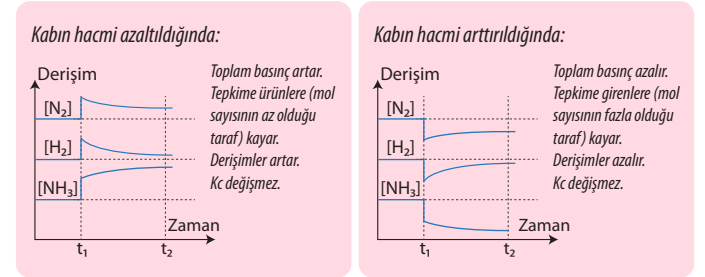 Kabın hacmi azaltıldığında:
Derişim
[N₂]
[H₂]
[NH₃]
Zaman
t₁
t₂
Toplam basınç artar.
Tepkime ürünlere (mol
sayısının az olduğu
taraf) kayar.
Derişimler artar.
Kc değişmez.
Kabın hacmi arttırıldığında:
Derişim
[N₂]
[H₂]
[NH₃]
Zaman
t₁
t₂
Toplam basınç azalır.
Tepkime girenlere (mol
sayısının fazla olduğu
taraf) kayar.
Derişimler azalır.
Kc değişmez.